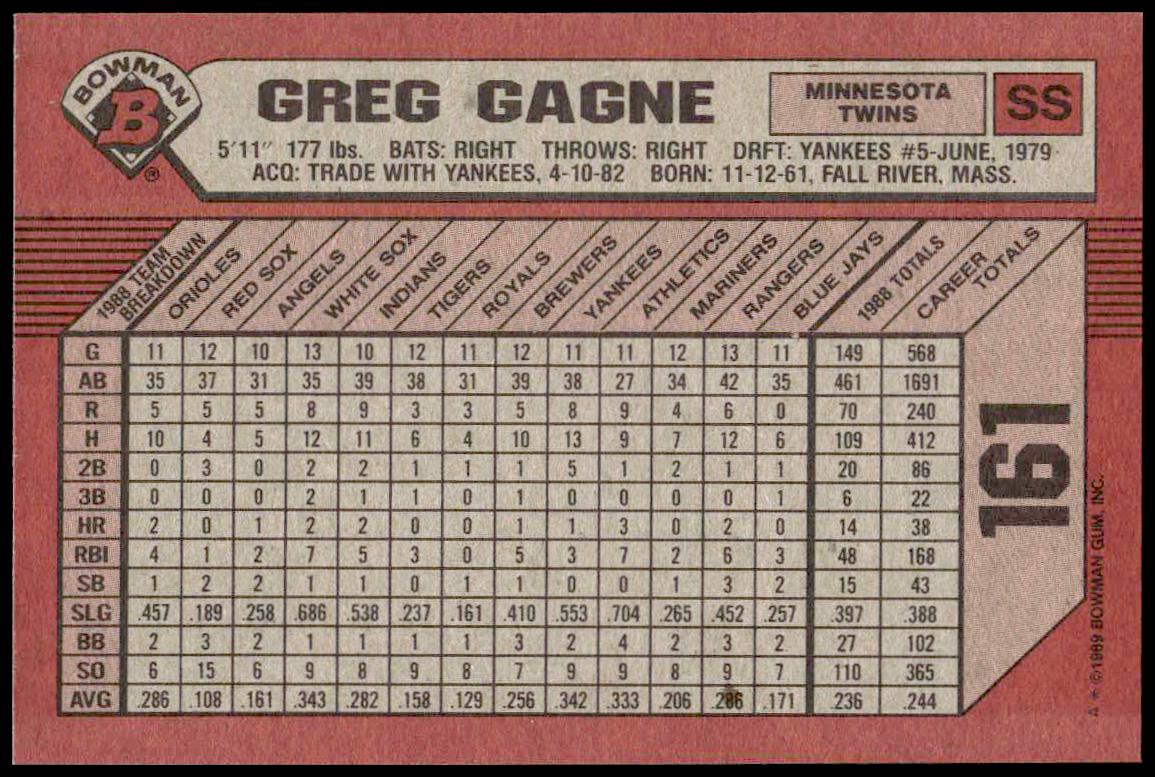 BOWMAN
B
®
GREG GAGNE
MINNESOTA
TWINS
SS
5'11" 177 lbs. BATS: RIGHT THROWS: RIGHT DRFT: YANKEES #5-JUNE, 1979
ACQ: TRADE WITH YANKEES, 4-10-82 BORN: 11-12-61, FALL RIVER, MASS.
1988 TEAM BREAKDOWN ORIOLES RED SOX ANGELS WHITE SOX INDIANS TIGERS ROYALS BREWERS YANKEES ATHLETICS MARINERS RANGERS BLUE JAYS 1988 TOTALS CAREER TOTALS
G 11 12 10 13 10 12 11 12 11 11 12 13 11 149 568
AB 35 37 31 35 39 38 31 39 38 27 34 42 35 461 1691
R 5 5 5 8 9 3 3 5 8 9 4 6 0 70 240
H 10 4 5 12 11 6 4 10 13 9 7 12 6 109 412
2B 0 3 0 2 2 1 1 1 5 1 2 1 1 20 86
3B 0 0 0 2 1 1 0 1 0 0 0 0 1 6 22
HR 2 0 1 2 2 0 0 1 1 3 0 2 0 14 38
RBI 4 1 2 7 5 3 0 5 3 7 2 6 3 48 168
SB 1 2 2 1 1 0 1 1 0 0 1 3 2 15 43
SLG .457 .189 .258 .686 .538 .237 .161 .410 .553 .704 .265 .452 .257 .397 .388
BB 2 3 2 1 1 1 1 3 2 4 2 3 2 27 102
SO 6 15 6 9 8 9 8 7 9 9 8 9 7 110 365
AVG .286 .108 .161 .343 .282 .158 .129 .256 .342 .333 .206 .286 .171 .236 .244
161
A * ©1989 BOWMAN GUM, INC.